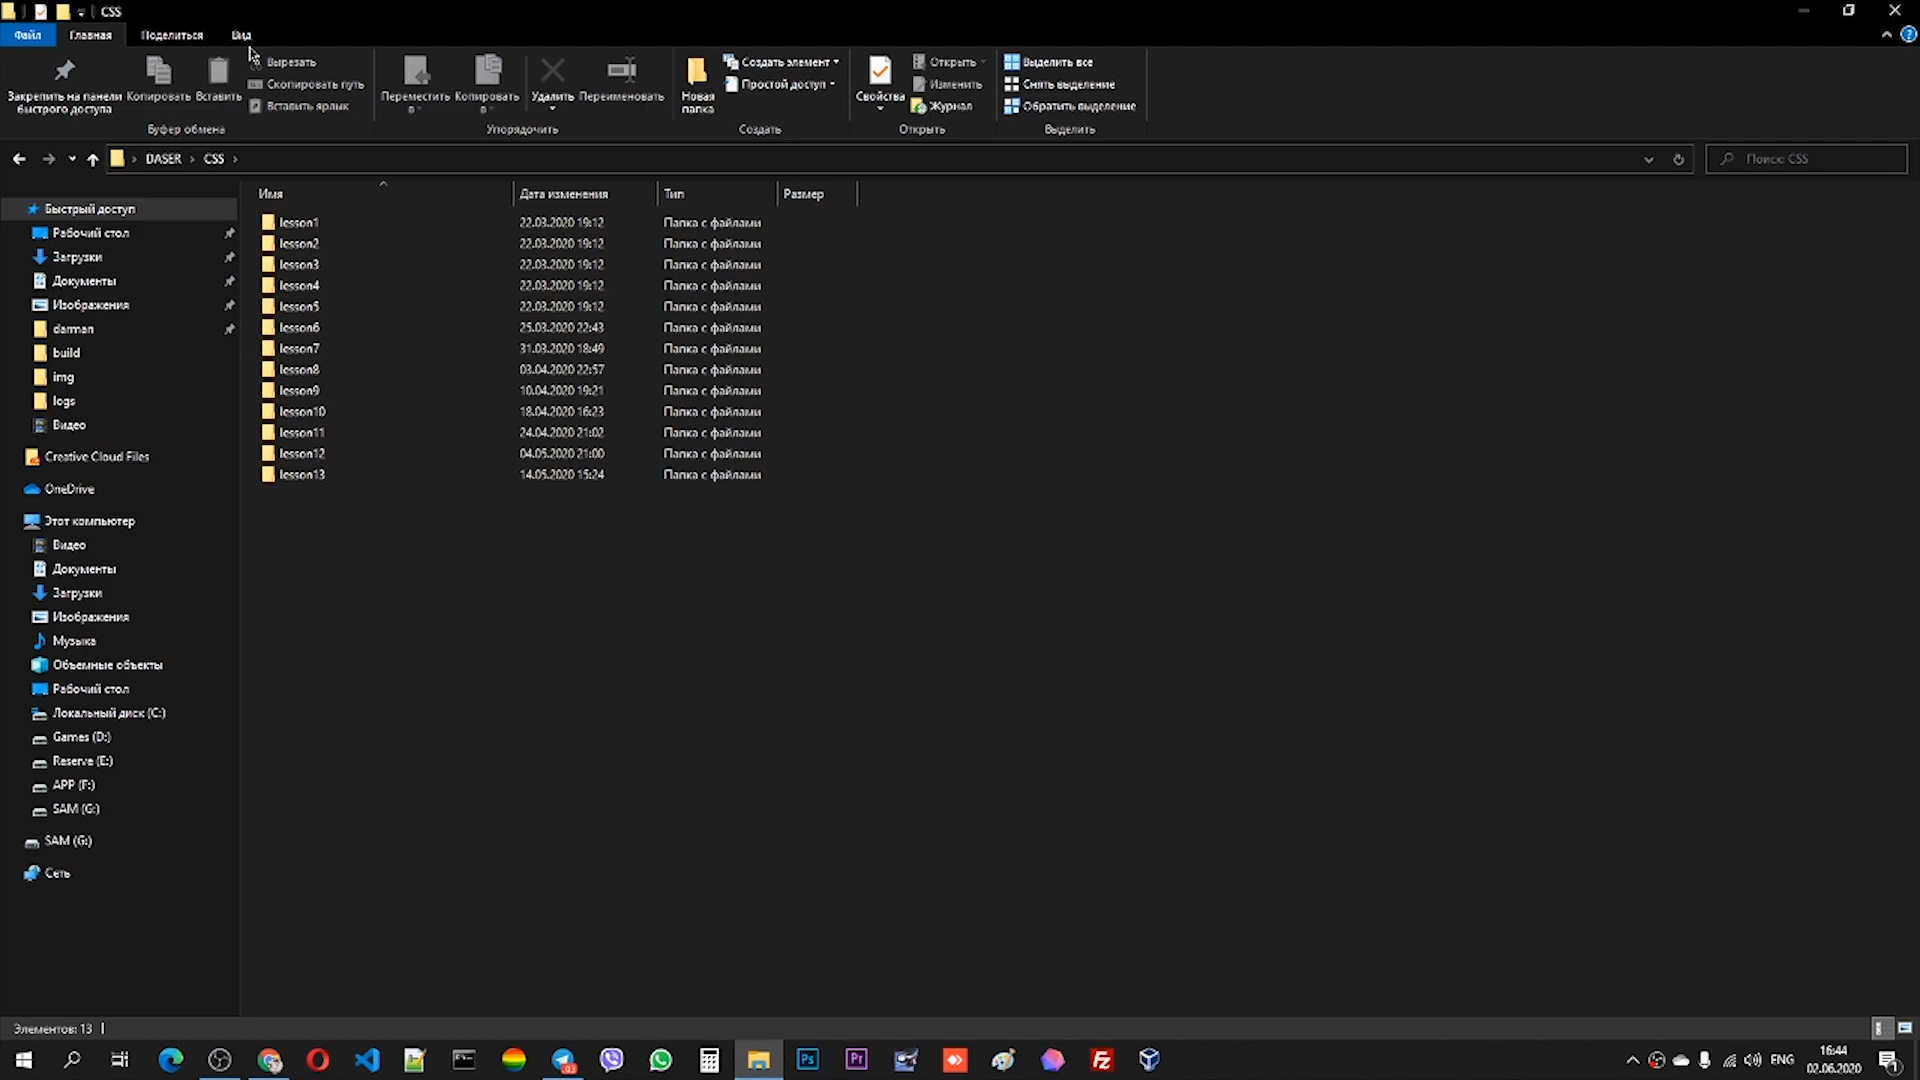 CSS
Файл Главная Поделиться Вид
Закрепить на панели быстрого доступа
Копировать
Вставить
Вырезать
Скопировать путь
Вставить ярлык
Буфер обмена
Переместить в
Копировать в
Удалить
Переименовать
Упорядочить
Новая папка
Создать элемент
Простой доступ
Создать
Свойства
Открыть
Изменить
Журнал
Открыть
Выделить все
Снять выделение
Обратить выделение
Выделить
DASER CSS
Поиск: CSS
Быстрый доступ
Рабочий стол
Загрузки
Документы
Изображения
darman
build
img
logs
Видео
Creative Cloud Files
OneDrive
Этот компьютер
Видео
Документы
Загрузки
Изображения
Музыка
Объемные объекты
Рабочий стол
Локальный диск (C:)
Games (D:)
Reserve (E:)
APP (F:)
SAM (G:)
SAM (G:)
Сеть
Имя Дата изменения Тип Размер
lesson1 22.03.2020 19:12 Папка с файлами
lesson2 22.03.2020 19:12 Папка с файлами
lesson3 22.03.2020 19:12 Папка с файлами
lesson4 22.03.2020 19:12 Папка с файлами
lesson5 22.03.2020 19:12 Папка с файлами
lesson6 25.03.2020 22:43 Папка с файлами
lesson7 31.03.2020 18:49 Папка с файлами
lesson8 03.04.2020 22:57 Папка с файлами
lesson9 10.04.2020 19:21 Папка с файлами
lesson10 18.04.2020 16:23 Папка с файлами
lesson11 24.04.2020 21:02 Папка с файлами
lesson12 04.05.2020 21:00 Папка с файлами
lesson13 14.05.2020 15:24 Папка с файлами
Элементов: 13
Ps Pr Fz
ENG
16:44
02.06.2020
1